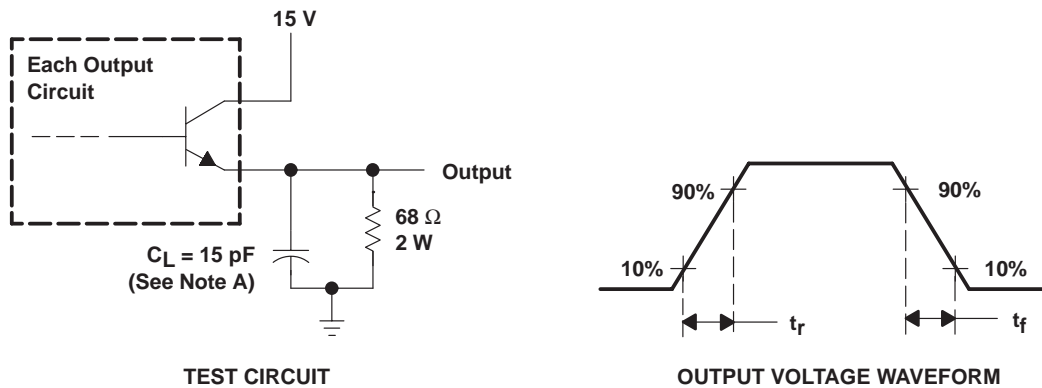 15 V
Each Output
Circuit
Output
68 Ω
2 W
CL = 15 pF
(See Note A)
TEST CIRCUIT
90%
90%
10%
10%
tr
tf
OUTPUT VOLTAGE WAVEFORM